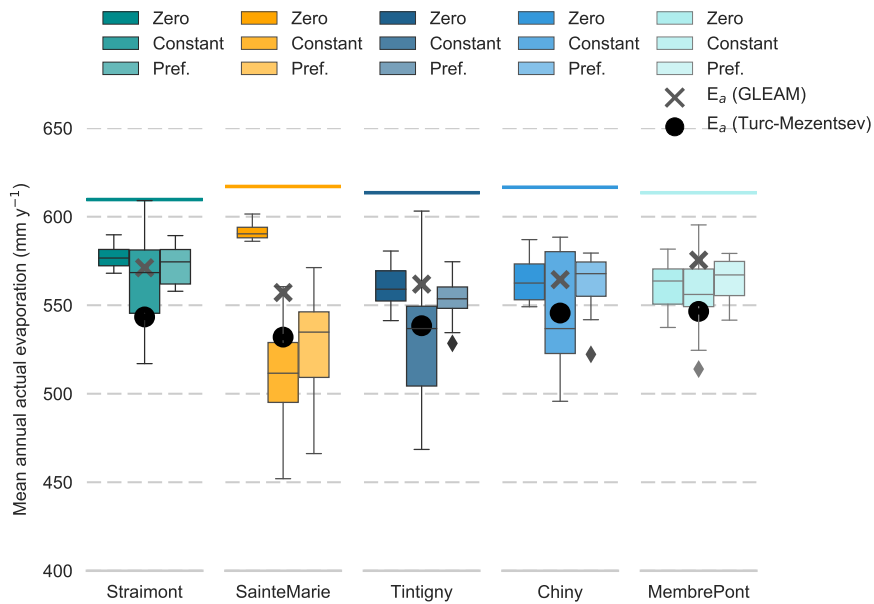 Zero Zero Zero Zero Zero
Constant Constant Constant Constant Constant
Pref. Pref. Pref. Pref. Pref.
Eₐ (GLEAM)
Eₐ (Turc-Mezentsev)
Mean annual actual evaporation (mm y⁻¹)
650
600
550
500
450
400
Straimont SainteMarie Tintigny Chiny MembrePont